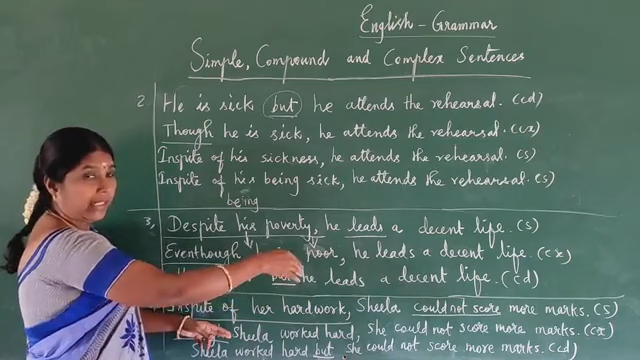 English - Grammar
Simple, Compound and Complex Sentences
2. He is sick but he attends the rehearsal. (cd)
Though he is sick, he attends the rehearsal. (cx)
Inspite of his sickness, he attends the rehearsal. (s)
Inspite of his being sick, he attends the rehearsal. (s)
being
3, Despite his poverty, he leads a decent life. (s)
Eventhough he is poor, he leads a decent life. (cx)
but he leads a decent life. (cd)
Inspite of her hardwork, Sheela could not score more marks. (s)
Sheela worked hard, She could not score more marks. (cx)
Sheela worked hard but She could not score more marks. (cd)